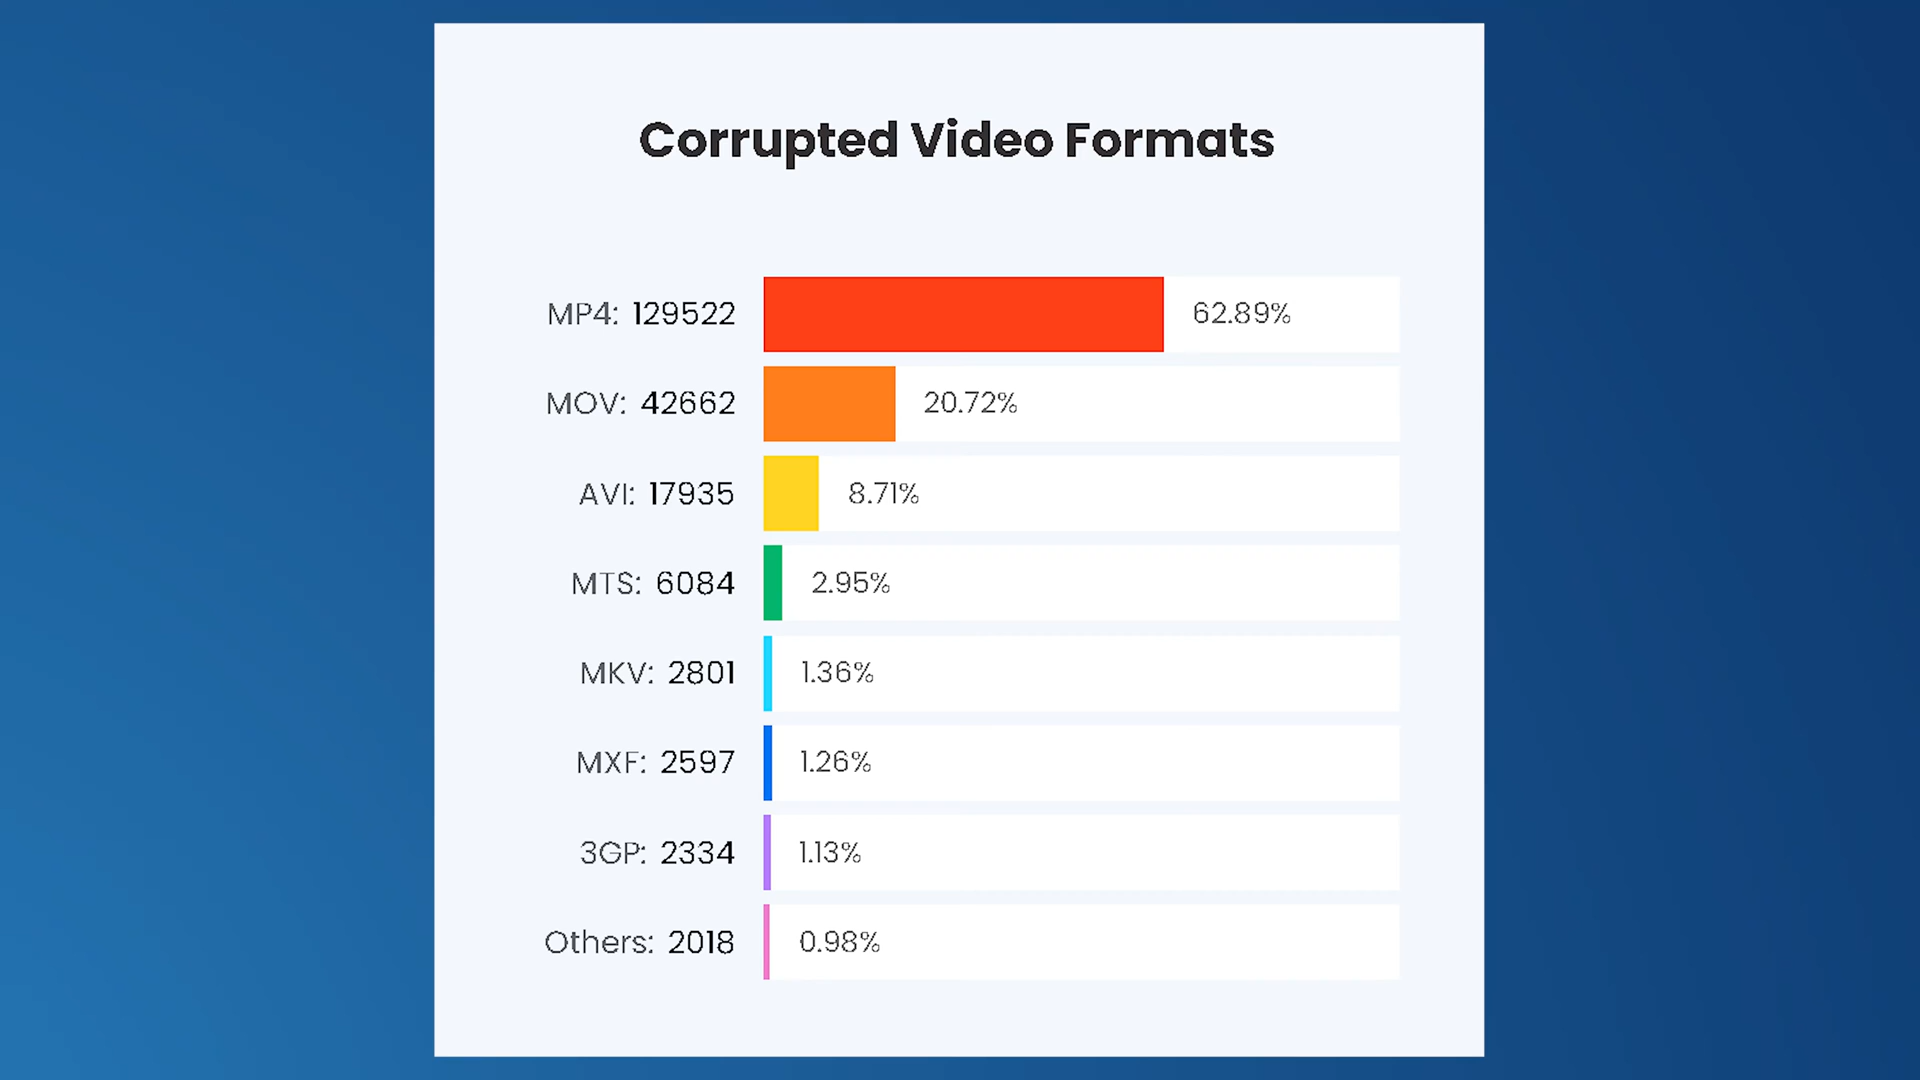 Corrupted Video Formats
MP4: 129522 62.89%
MOV: 42662 20.72%
AVI: 17935 8.71%
MTS: 6084 2.95%
MKV: 2801 1.36%
MXF: 2597 1.26%
3GP: 2334 1.13%
Others: 2018 0.98%